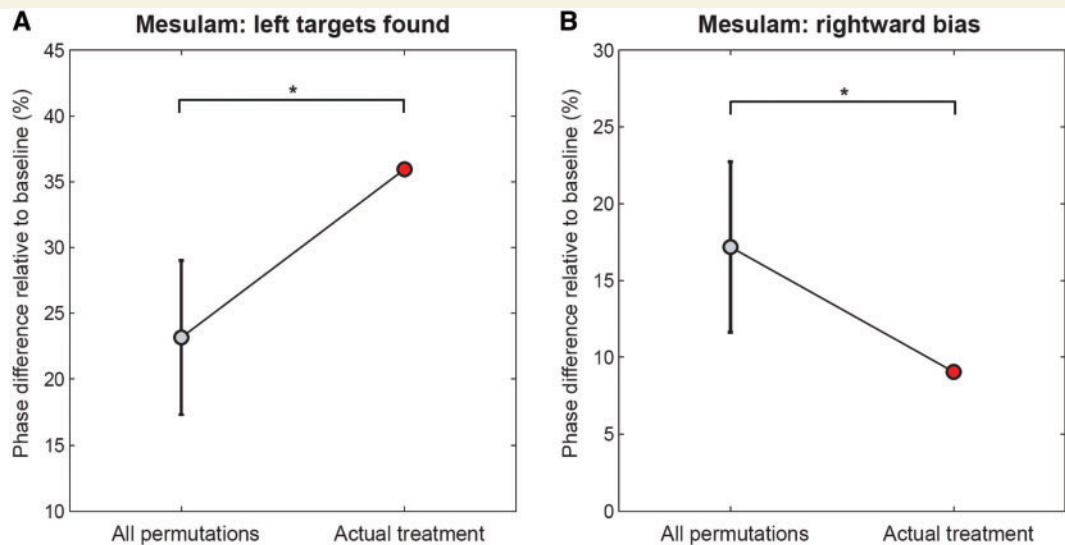 A Mesulam: left targets found
Phase difference relative to baseline (%)
45
40
35
30
25
20
15
10
*
All permutations Actual treatment
B Mesulam: rightward bias
Phase difference relative to baseline (%)
30
25
20
15
10
5
0
*
All permutations Actual treatment